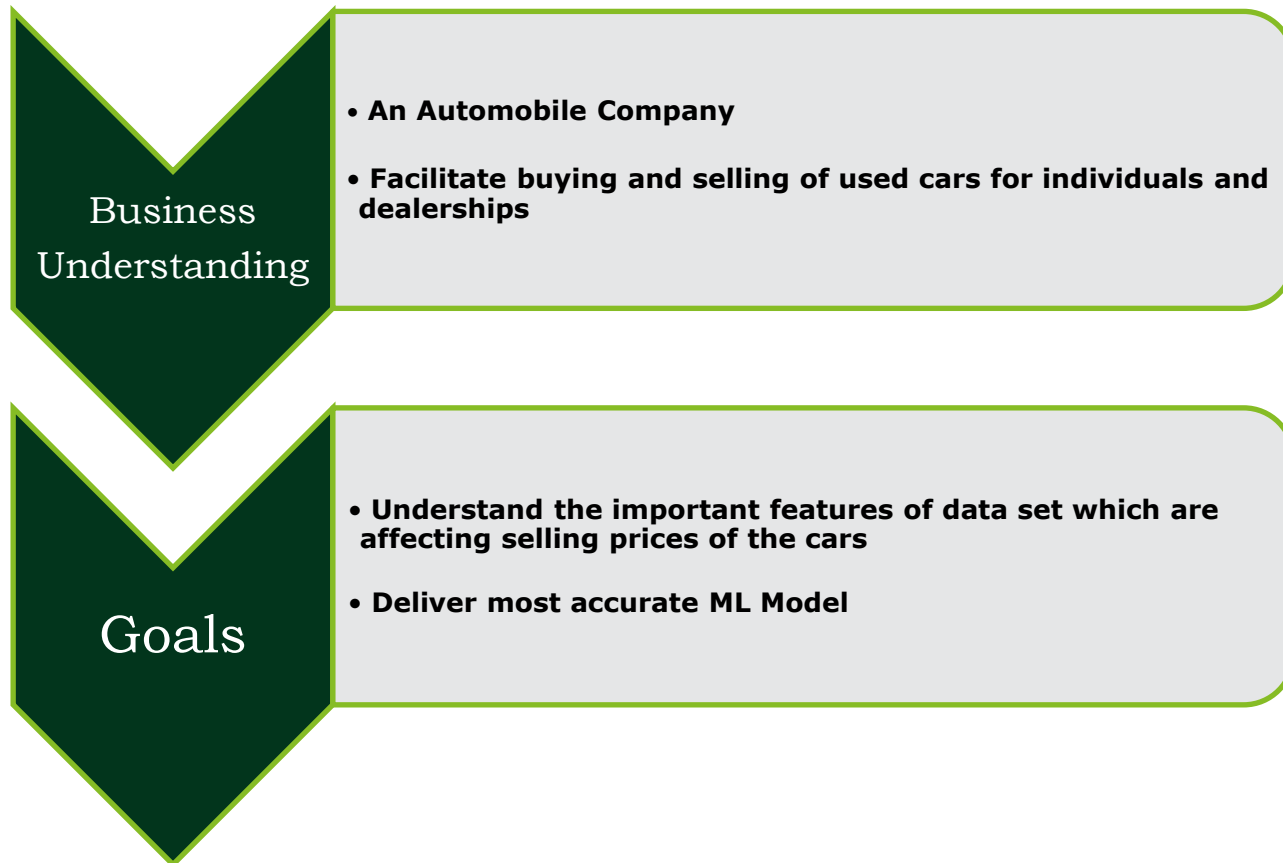 Business
Understanding
• An Automobile Company
• Facilitate buying and selling of used cars for individuals and
dealerships
Goals
• Understand the important features of data set which are
affecting selling prices of the cars
• Deliver most accurate ML Model